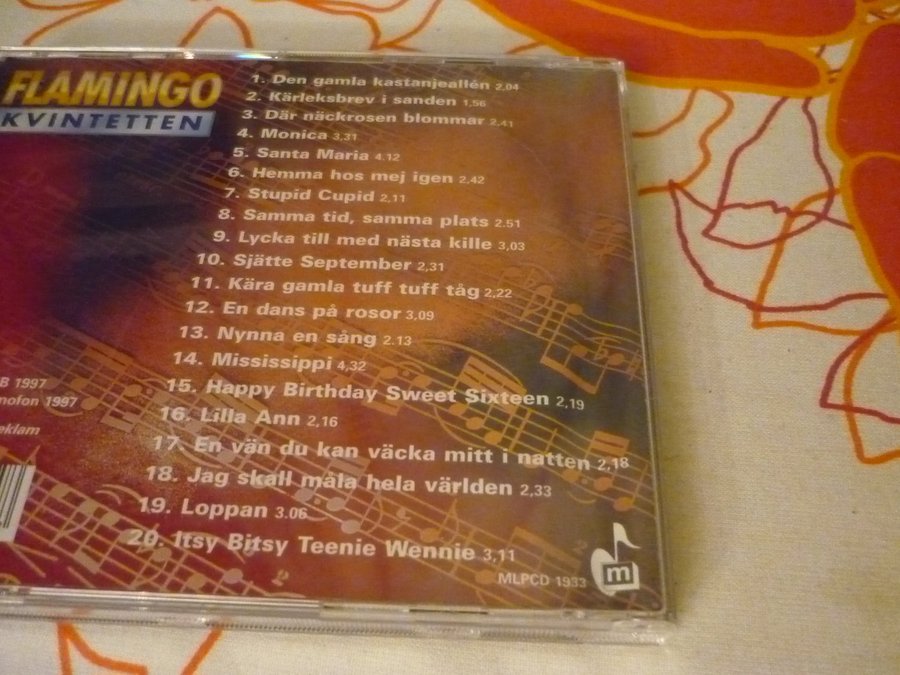 FLAMINGO
KVINTETTEN
1. Den gamla kastanjeallén 2,04
2. Kärleksbrev i sanden 1,56
3. Där näckrosen blommar 2.41
4. Monica 3,31
5. Santa Maria 4.12
6. Hemma hos mej igen 2,42
7. Stupid Cupid 2,11
8. Samma tid, samma plats 2.51
9. Lycka till med nästa kille 3,03
10. Sjätte September 2,31
11. Kära gamla tuff tuff tåg 2,22
12. En dans på rosor 3,09
13. Nynna en sång 2.13
14. Mississippi 4,32
15. Happy Birthday Sweet Sixteen 2,19
16. Lilla Ann 2,16
17. En vän du kan väcka mitt i natten 2,18
18. Jag skall måla hela världen 2,33
19. Loppan 3.06
20. Itsy Bitsy Teenie Wennie 3,11
B 1997
nofon 1997
eklam
MLPCD 1933
m